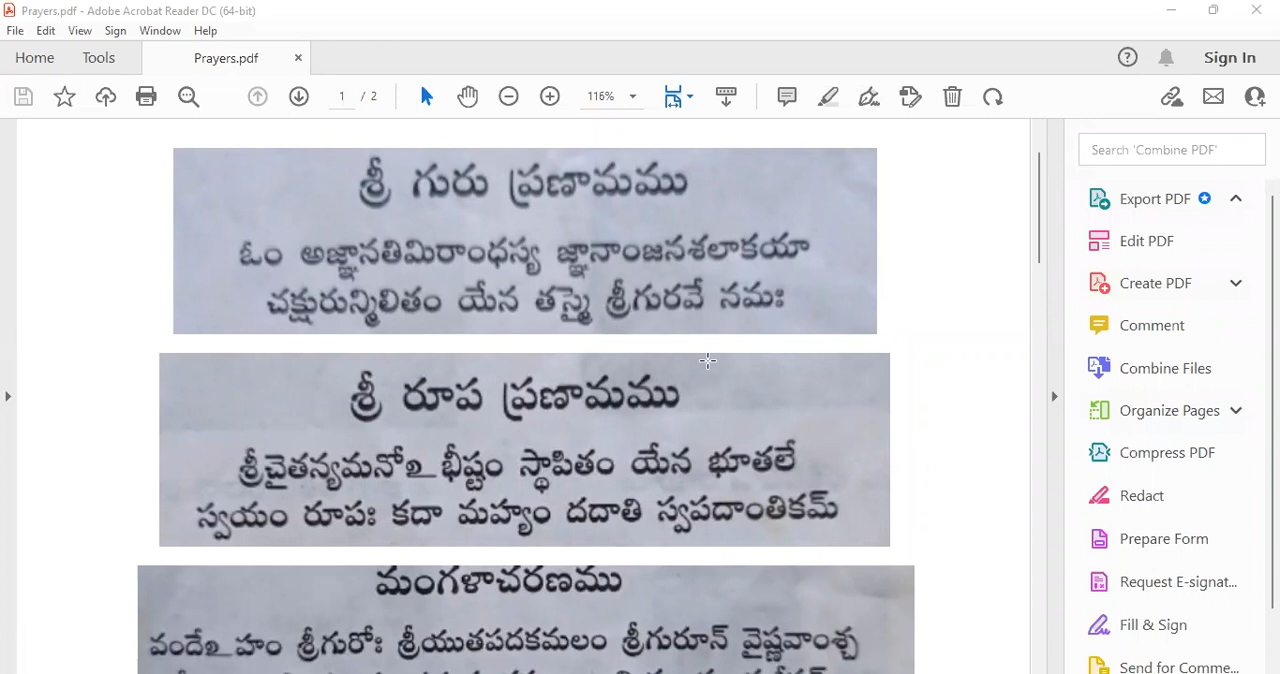 Prayers.pdf - Adobe Acrobat Reader DC (64-bit)
File Edit View Sign Window Help
Home Tools Prayers.pdf × Sign In
1 / 2 116%
శ్రీ గురు ప్రణామము
ఓం అజ్ఞానతిమిరాంధస్య జ్ఞానాంజనశలాకయా
చక్షురున్మిలితం యేన తస్మై శ్రీగురవే నమః
శ్రీ రూప ప్రణామము
శ్రీచైతన్యమనోఽభీష్టం స్థాపితం యేన భూతలే
స్వయం రూపః కదా మహ్యం దదాతి స్వపదాంతికమ్
మంగళాచరణము
వందేఽహం శ్రీగురోః శ్రీయుతపదకమలం శ్రీగురూన్ వైష్ణవాంశ్చ
Search 'Combine PDF'
Export PDF
Edit PDF
Create PDF
Comment
Combine Files
Organize Pages
Compress PDF
Redact
Prepare Form
Request E-signat...
Fill & Sign
Send for Comme...